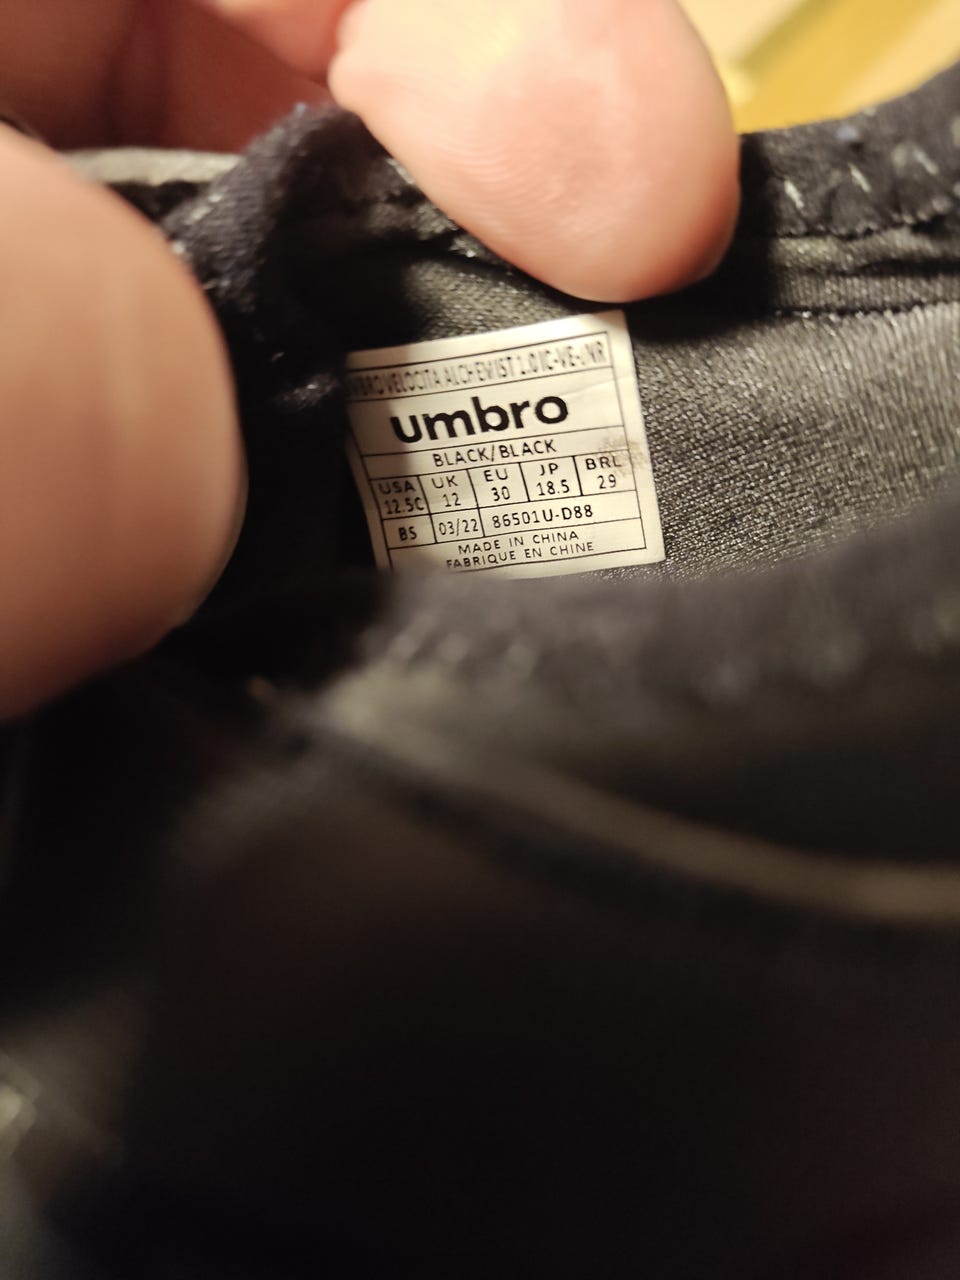 UMBRO VELOCITA ALCHEMIST 1.0 IC-VE-JNR
umbro
BLACK/BLACK
USA UK EU JP BRL
12.5C 12 30 18.5 29
BS 03/22 86501U-D88
MADE IN CHINA
FABRIQUE EN CHINE